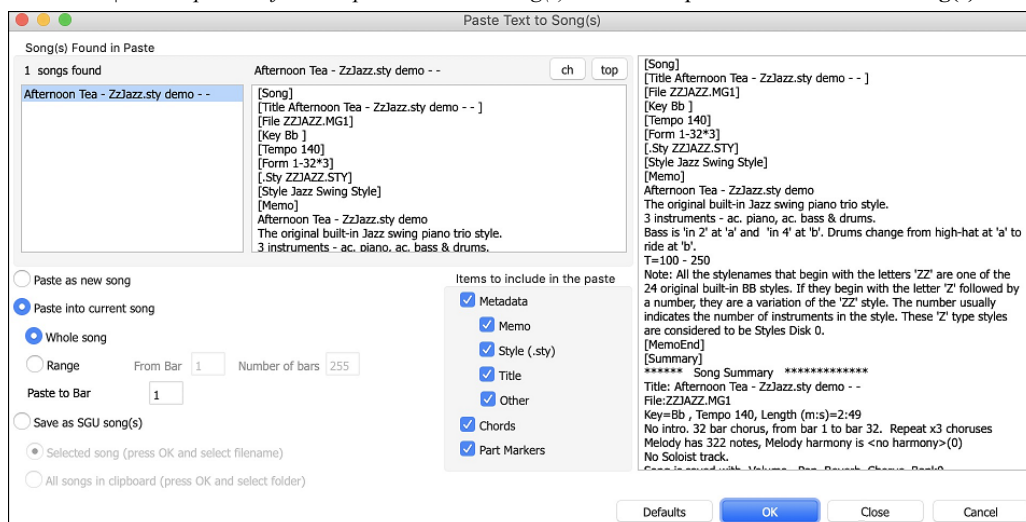 Paste Text to Song(s)
Song(s) Found in Paste
1 songs found
Afternoon Tea - ZzJazz.sty demo - -
ch
top
Afternoon Tea - ZzJazz.sty demo - -
[Song]
[Title Afternoon Tea - ZzJazz.sty demo - - ]
[File ZZJAZZ.MG1]
[Key Bb ]
[Tempo 140]
[Form 1-32*3]
[.Sty ZZJAZZ.STY]
[Style Jazz Swing Style]
[Memo]
Afternoon Tea - ZzJazz.sty demo
The original built-in Jazz swing piano trio style.
3 instruments - ac. piano, ac. bass & drums.
Paste as new song
Paste into current song
Whole song
Range
From Bar
1
Number of bars
255
Paste to Bar
1
Save as SGU song(s)
Selected song (press OK and select filename)
All songs in clipboard (press OK and select folder)
Items to include in the paste
Metadata
Memo
Style (.sty)
Title
Other
Chords
Part Markers
[Song]
[Title Afternoon Tea - ZzJazz.sty demo - - ]
[File ZZJAZZ.MG1]
[Key Bb ]
[Tempo 140]
[Form 1-32*3]
[.Sty ZZJAZZ.STY]
[Style Jazz Swing Style]
[Memo]
Afternoon Tea - ZzJazz.sty demo
The original built-in Jazz swing piano trio style.
3 instruments - ac. piano, ac. bass & drums.
Bass is 'in 2' at 'a' and 'in 4' at 'b'. Drums change from high-hat at 'a' to
ride at 'b'.
T=100 - 250
Note: All the stylenames that begin with the letters 'ZZ' are one of the
24 original built-in BB styles. If they begin with the letter 'Z' followed by
a number, they are a variation of the 'ZZ' style. The number usually
indicates the number of instruments in the style. These 'Z' type styles
are considered to be Styles Disk 0.
[MemoEnd]
[Summary]
****** Song Summary *************
Title: Afternoon Tea - ZzJazz.sty demo - -
File:ZZJAZZ.MG1
Key=Bb , Tempo 140, Length (m:s)=2:49
No intro. 32 bar chorus, from bar 1 to bar 32. Repeat x3 choruses
Melody has 322 notes, Melody harmony is <no harmony>(0)
No Soloist track.
Defaults
OK
Close
Cancel